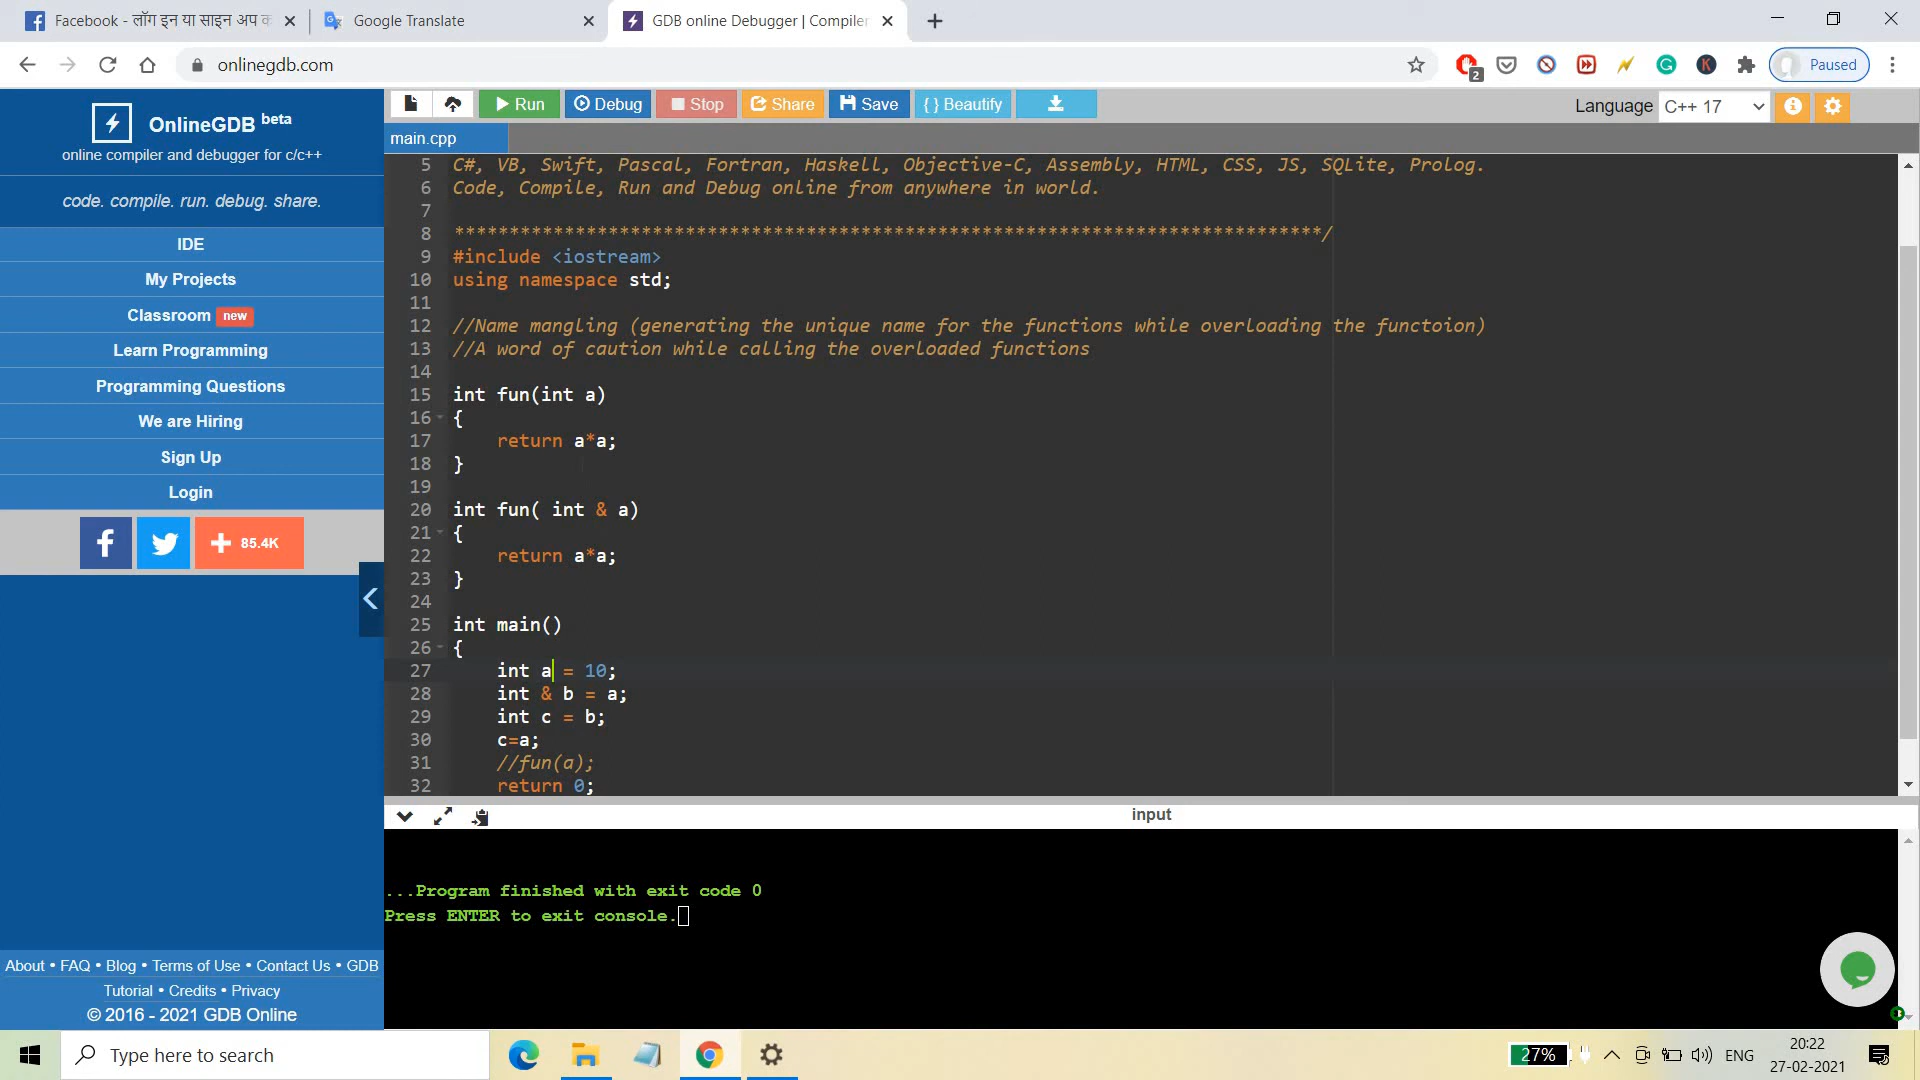 Facebook - लॉग इन या साइन अप क
Google Translate
GDB online Debugger | Compiler
onlinegdb.com
2
Paused
OnlineGDB beta
online compiler and debugger for c/c++
code. compile. run. debug. share.
IDE
My Projects
Classroom new
Learn Programming
Programming Questions
We are Hiring
Sign Up
Login
85.4K
About • FAQ • Blog • Terms of Use • Contact Us • GDB
Tutorial • Credits • Privacy
© 2016 - 2021 GDB Online
Run
Debug
Stop
Share
Save
{ } Beautify
Language
C++ 17
main.cpp
5 C#, VB, Swift, Pascal, Fortran, Haskell, Objective-C, Assembly, HTML, CSS, JS, SQLite, Prolog.
6 Code, Compile, Run and Debug online from anywhere in world.
7
8 *******************************************************************************/
9 #include <iostream>
10 using namespace std;
11
12 //Name mangling (generating the unique name for the functions while overloading the functoion)
13 //A word of caution while calling the overloaded functions
14
15 int fun(int a)
16 {
17 return a*a;
18 }
19
20 int fun( int & a)
21 {
22 return a*a;
23 }
24
25 int main()
26 {
27 int a = 10;
28 int & b = a;
29 int c = b;
30 c=a;
31 //fun(a);
32 return 0;
input
...Program finished with exit code 0
Press ENTER to exit console.
Type here to search
27%
ENG
20:22
27-02-2021